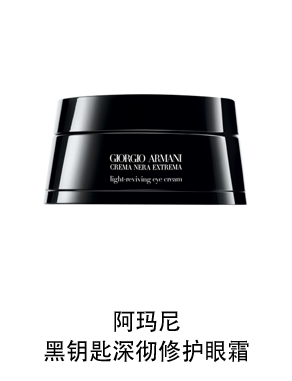 GIORGIO ARMANI
CREMA NERA EXTREMA
light-reviving eye cream
阿玛尼
黑钥匙深彻修护眼霜